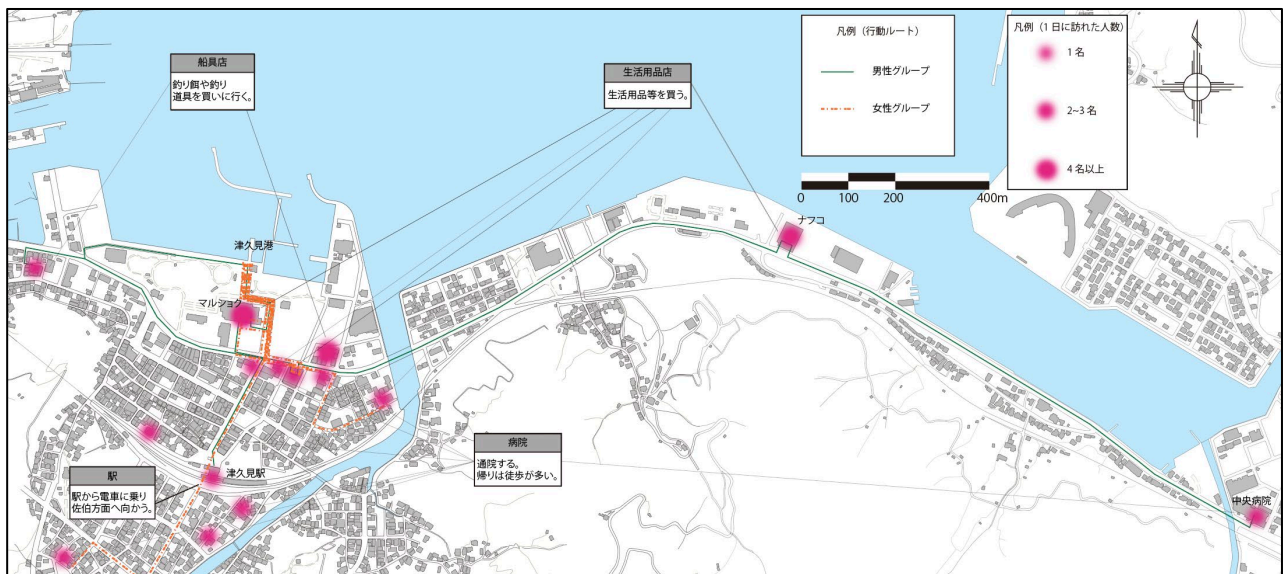 船具店
釣り餌や釣り
道具を買いに行く。
生活用品店
生活用品等を買う。
凡例（行動ルート）
男性グループ
女性グループ
凡例（1日に訪れた人数）
1名
2~3名
4名以上
0 100 200 400m
ナフコ
津久見港
マルショク
病院
通院する。
帰りは徒歩が多い。
駅
駅から電車に乗り
佐伯方面へ向かう。
津久見駅
中央病院